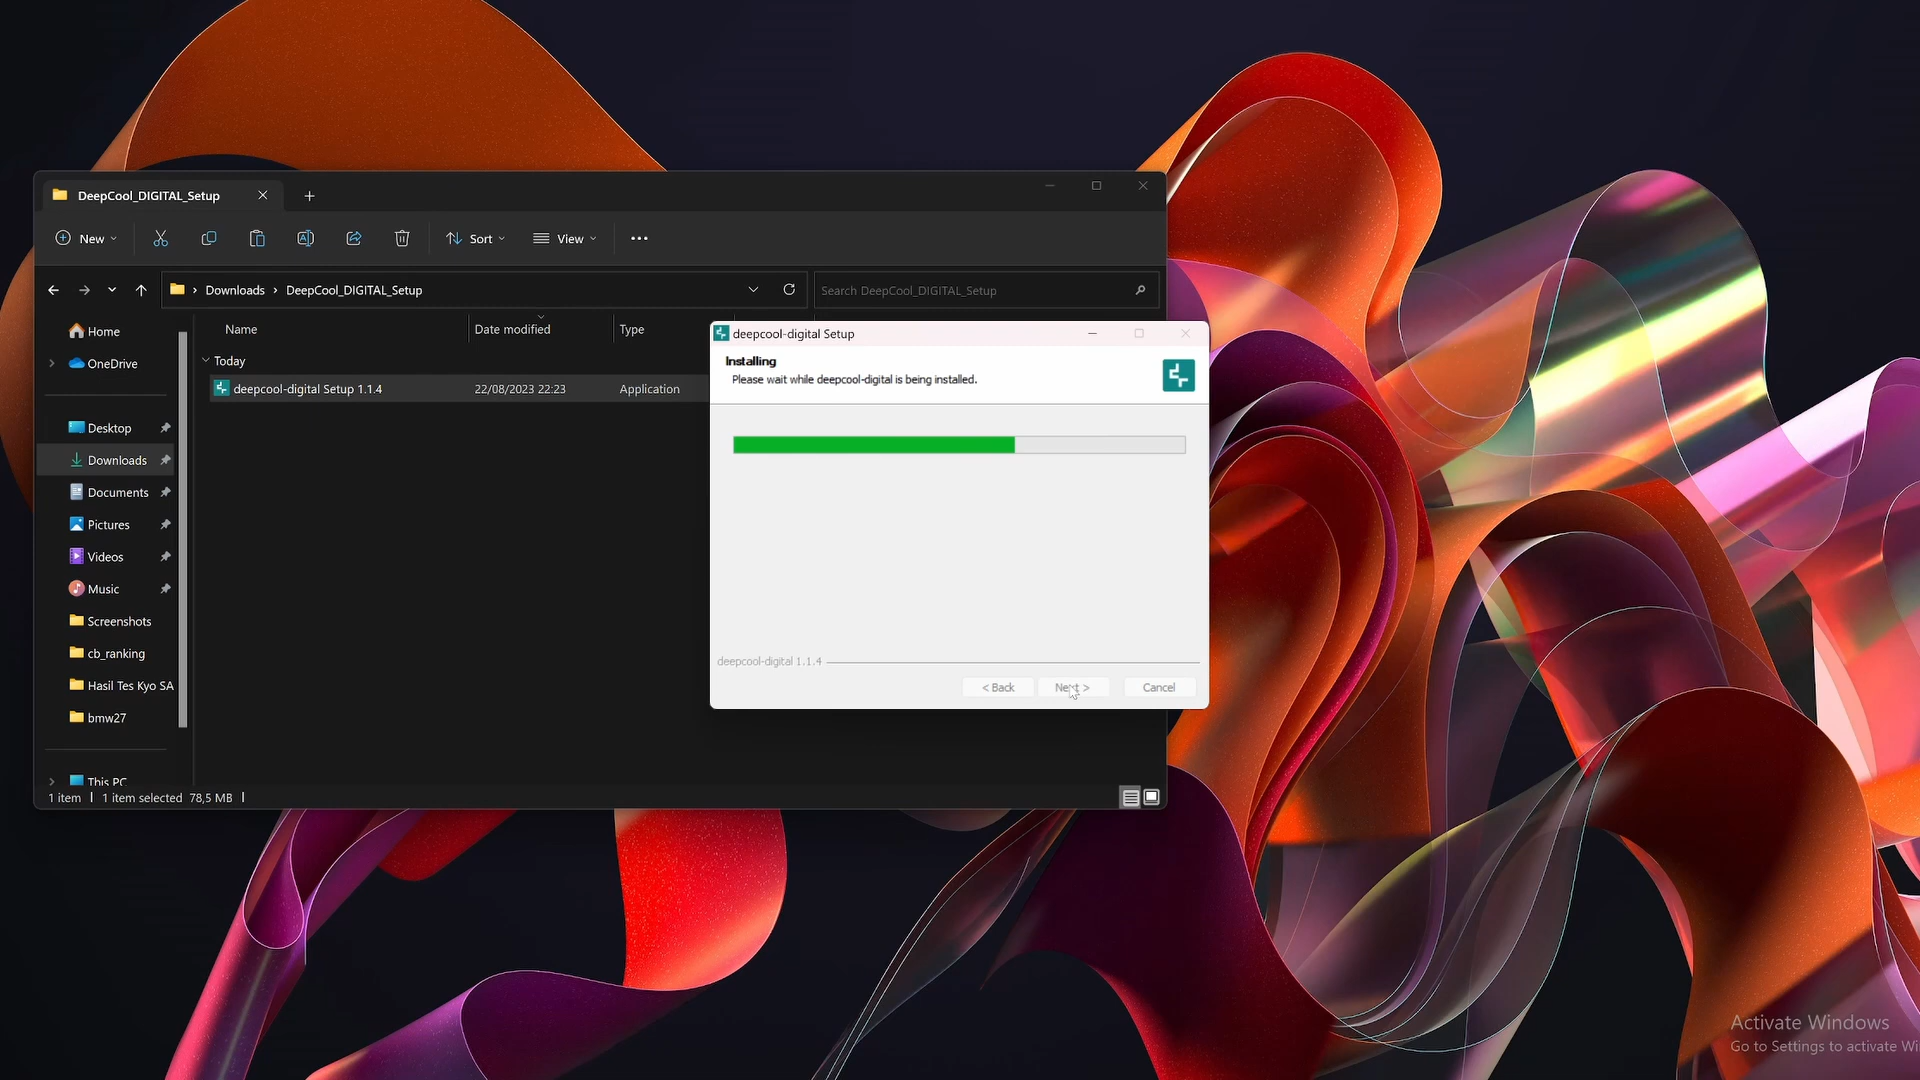 DeepCool_DIGITAL_Setup
New
Sort
View
Downloads
DeepCool_DIGITAL_Setup
Search DeepCool_DIGITAL_Setup
Home
OneDrive
Desktop
Downloads
Documents
Pictures
Videos
Music
Screenshots
cb_ranking
Hasil Tes Kyo SA
bmw27
This PC
Name
Date modified
Type
Today
deepcool-digital Setup 1.1.4
22/08/2023 22:23
Application
1 item
1 item selected 78,5 MB
deepcool-digital Setup
Installing
Please wait while deepcool-digital is being installed.
deepcool-digital 1.1.4
< Back
Next >
Cancel
Activate Windows
Go to Settings to activate Wi